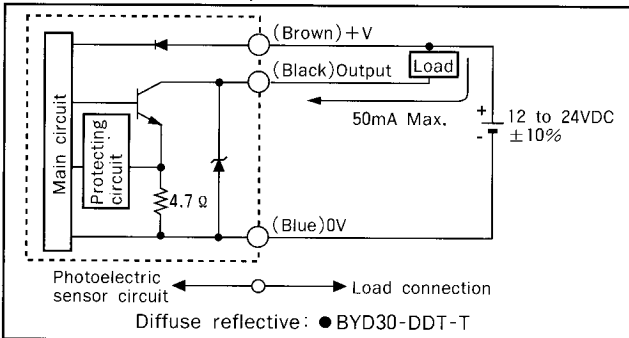 (Brown)+V
(Black)Output
Load
50mA Max.
+
12 to 24VDC
-
±10%
Main circuit
Protecting
circuit
4.7 Ω
(Blue)0V
Photoelectric
sensor circuit
Load connection
Diffuse reflective: ● BYD30-DDT-T